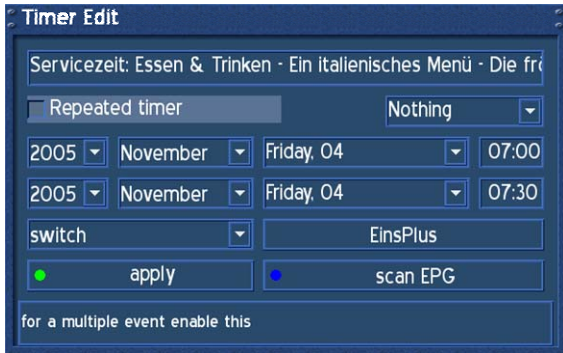 Timer Edit
Servicezeit: Essen & Trinken - Ein italienisches Menü - Die frö
Repeated timer Nothing
2005 November Friday, 04 07:00
2005 November Friday, 04 07:30
switch EinsPlus
apply scan EPG
for a multiple event enable this